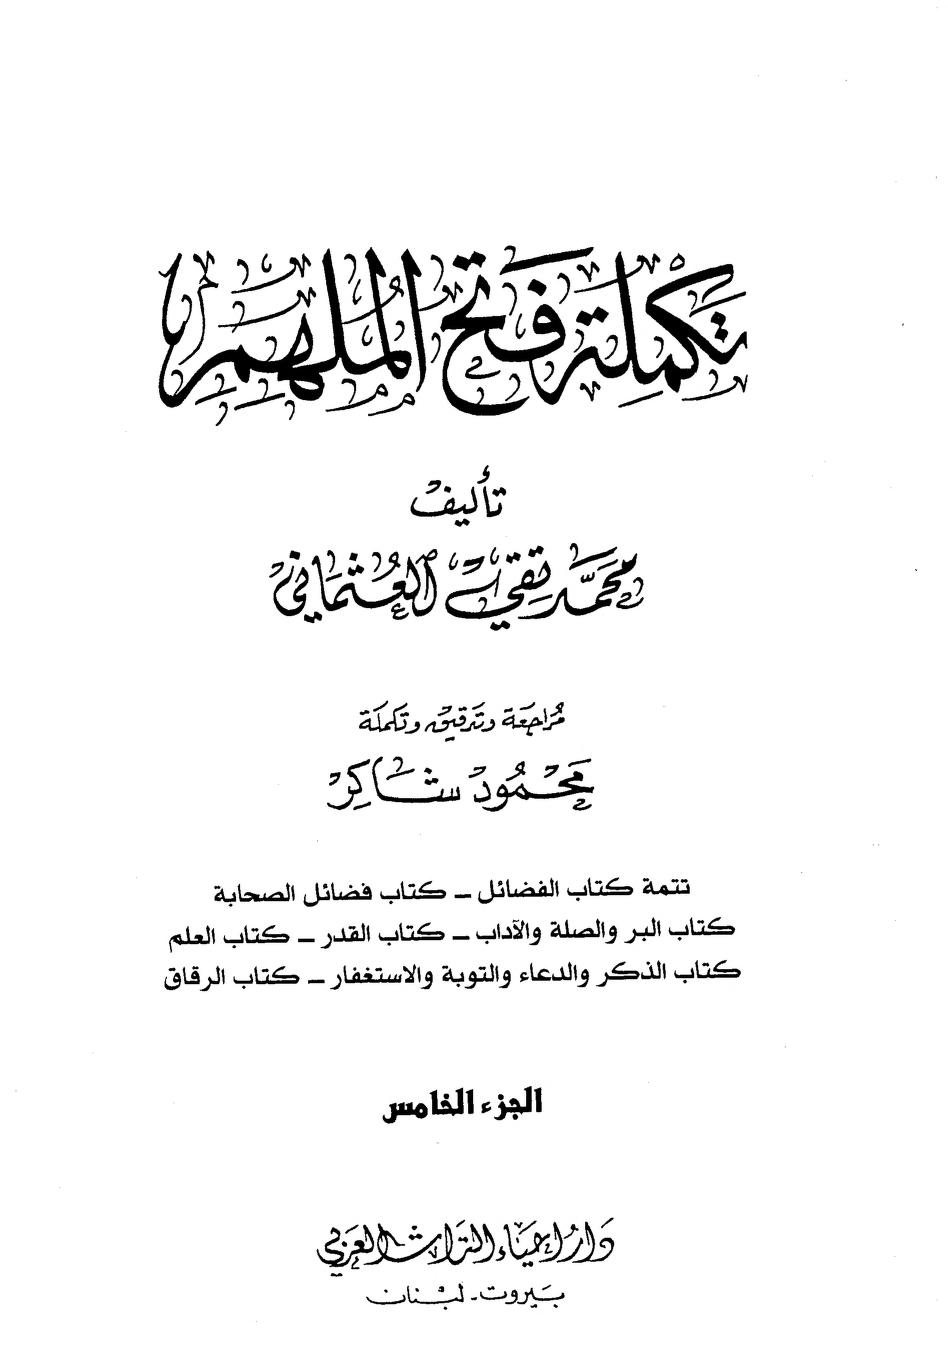 تكملة فتح الملهم
تأليف
محمد تقي العثماني
مراجعة وتدقيق وتكملة
محمود شاكر
تتمة كتاب الفضائل ـ كتاب فضائل الصحابة
كتاب البر والصلة والآداب ـ كتاب القدر ـ كتاب العلم
كتاب الذكر والدعاء والتوبة والاستغفار ـ كتاب الرقاق
الجزء الخامس
دار احياء التراث العربي
بيروت - لبنان